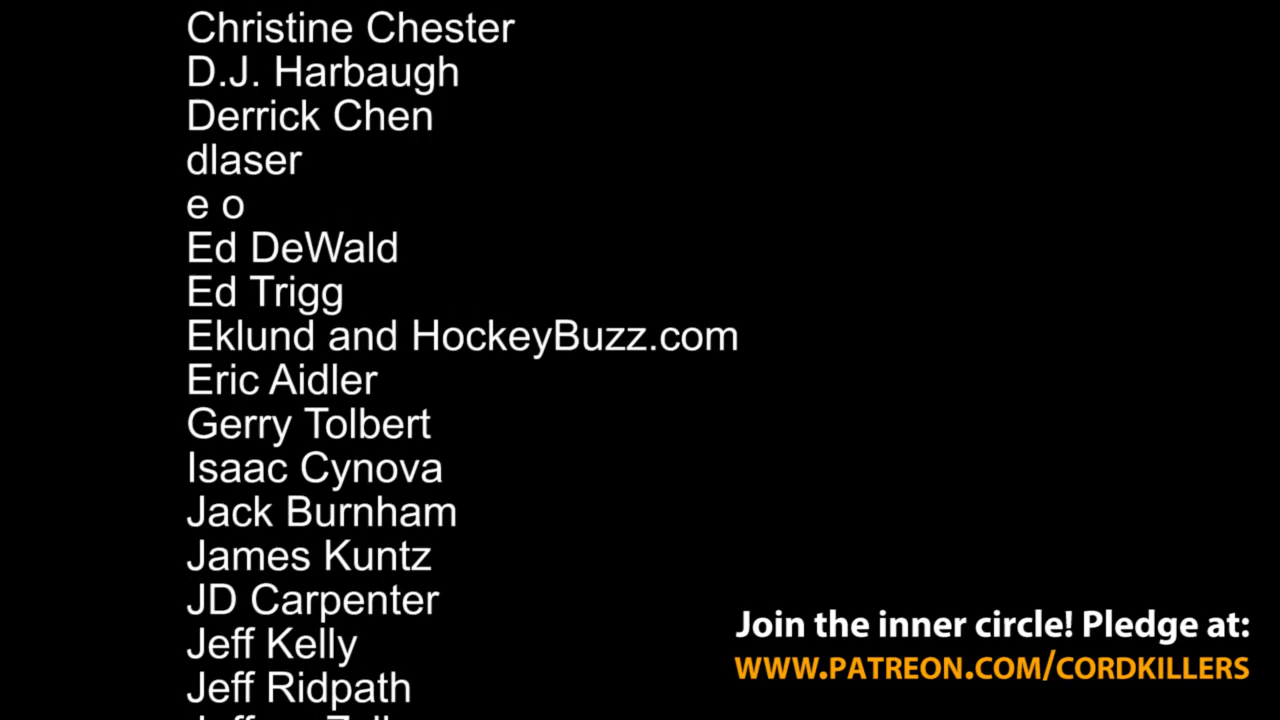 Christine Chester
D.J. Harbaugh
Derrick Chen
dlaser
e o
Ed DeWald
Ed Trigg
Eklund and HockeyBuzz.com
Eric Aidler
Gerry Tolbert
Isaac Cynova
Jack Burnham
James Kuntz
JD Carpenter
Jeff Kelly
Jeff Ridpath
Join the inner circle! Pledge at:
WWW.PATREON.COM/CORDKILLERS